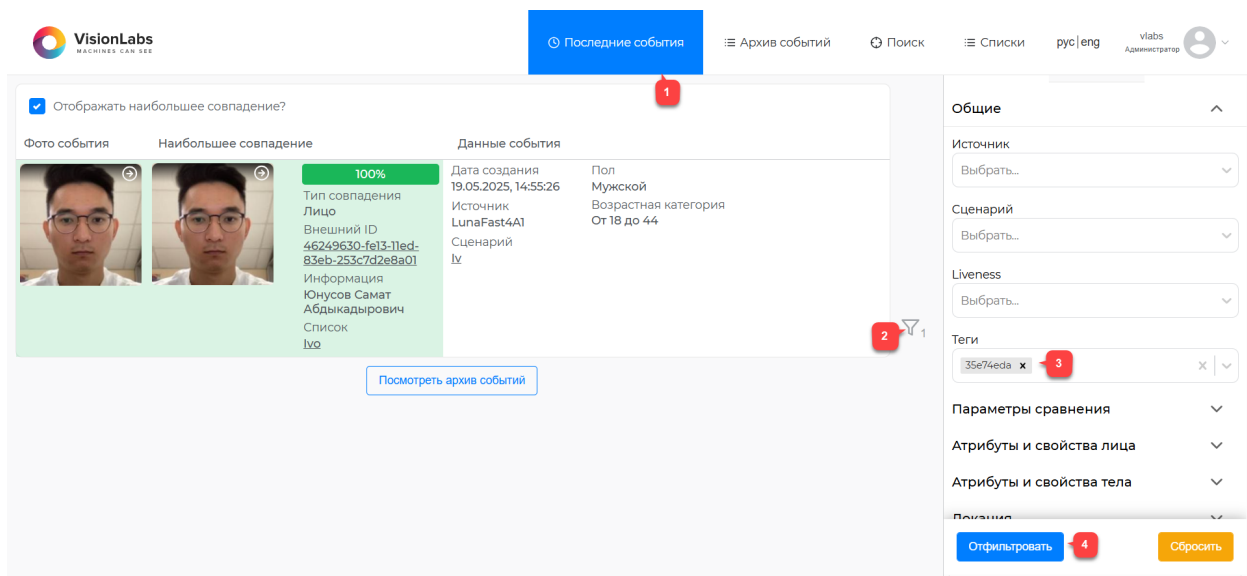 VisionLabs
MACHINES CAN SEE
Последние события
Архив событий
Поиск
Списки
рус|eng
vlabs
Администратор
1
Отображать наибольшее совпадение?
Фото события
Наибольшее совпадение
Данные события
100%
Тип совпадения
Лицо
Внешний ID
46249630-fe13-11ed-
83eb-253c7d2e8a01
Информация
Юнусов Самат
Абдыкадырович
Список
Ivo
Дата создания
19.05.2025, 14:55:26
Источник
LunaFast4A1
Сценарий
Iv
Пол
Мужской
Возрастная категория
От 18 до 44
2
1
Посмотреть архив событий
Общие
Источник
Выбрать...
Сценарий
Выбрать...
Liveness
Выбрать...
Теги
35e74eda x
3
Параметры сравнения
Атрибуты и свойства лица
Атрибуты и свойства тела
Локация
Отфильтровать
4
Сбросить